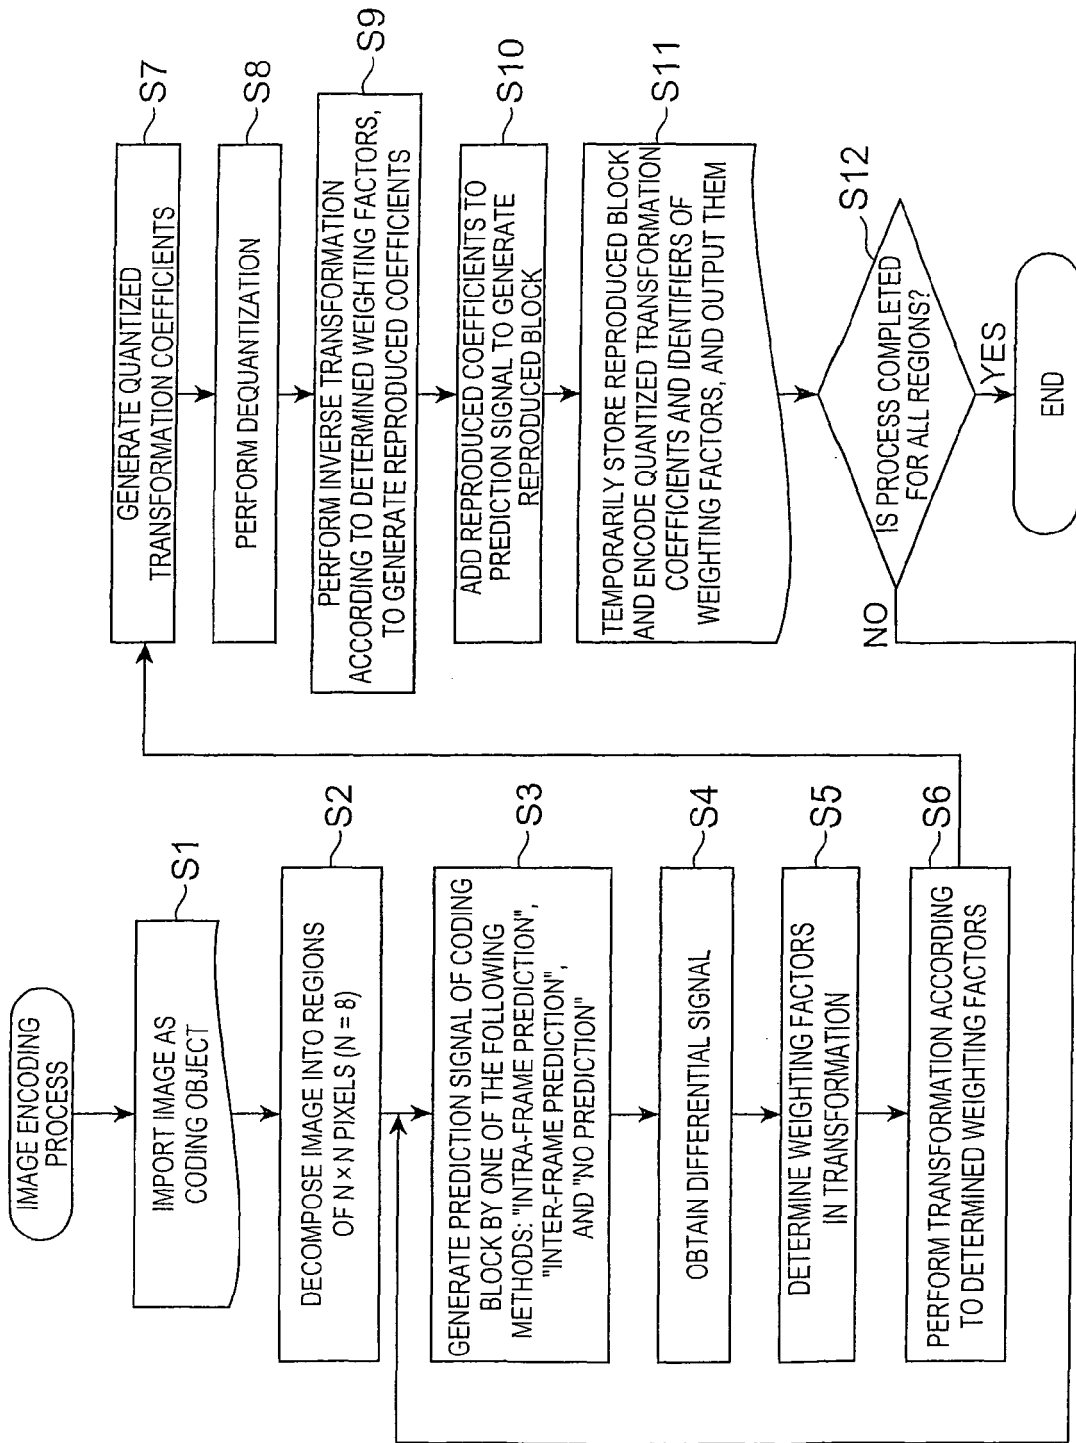 IMAGE ENCODING
PROCESS
S1
IMPORT IMAGE AS
CODING OBJECT
S2
DECOMPOSE IMAGE INTO REGIONS
OF N × N PIXELS (N = 8)
S3
GENERATE PREDICTION SIGNAL OF CODING
BLOCK BY ONE OF THE FOLLOWING
METHODS: "INTRA-FRAME PREDICTION",
"INTER-FRAME PREDICTION",
AND "NO PREDICTION"
S4
OBTAIN DIFFERENTIAL SIGNAL
S5
DETERMINE WEIGHTING FACTORS
IN TRANSFORMATION
S6
PERFORM TRANSFORMATION ACCORDING
TO DETERMINED WEIGHTING FACTORS
S7
GENERATE QUANTIZED
TRANSFORMATION COEFFICIENTS
S8
PERFORM DEQUANTIZATION
S9
PERFORM INVERSE TRANSFORMATION
ACCORDING TO DETERMINED WEIGHTING FACTORS,
TO GENERATE REPRODUCED COEFFICIENTS
S10
ADD REPRODUCED COEFFICIENTS TO
PREDICTION SIGNAL TO GENERATE
REPRODUCED BLOCK
S11
TEMPORARILY STORE REPRODUCED BLOCK
AND ENCODE QUANTIZED TRANSFORMATION
COEFFICIENTS AND IDENTIFIERS OF
WEIGHTING FACTORS, AND OUTPUT THEM
S12
IS PROCESS COMPLETED
FOR ALL REGIONS?
NO
YES
END